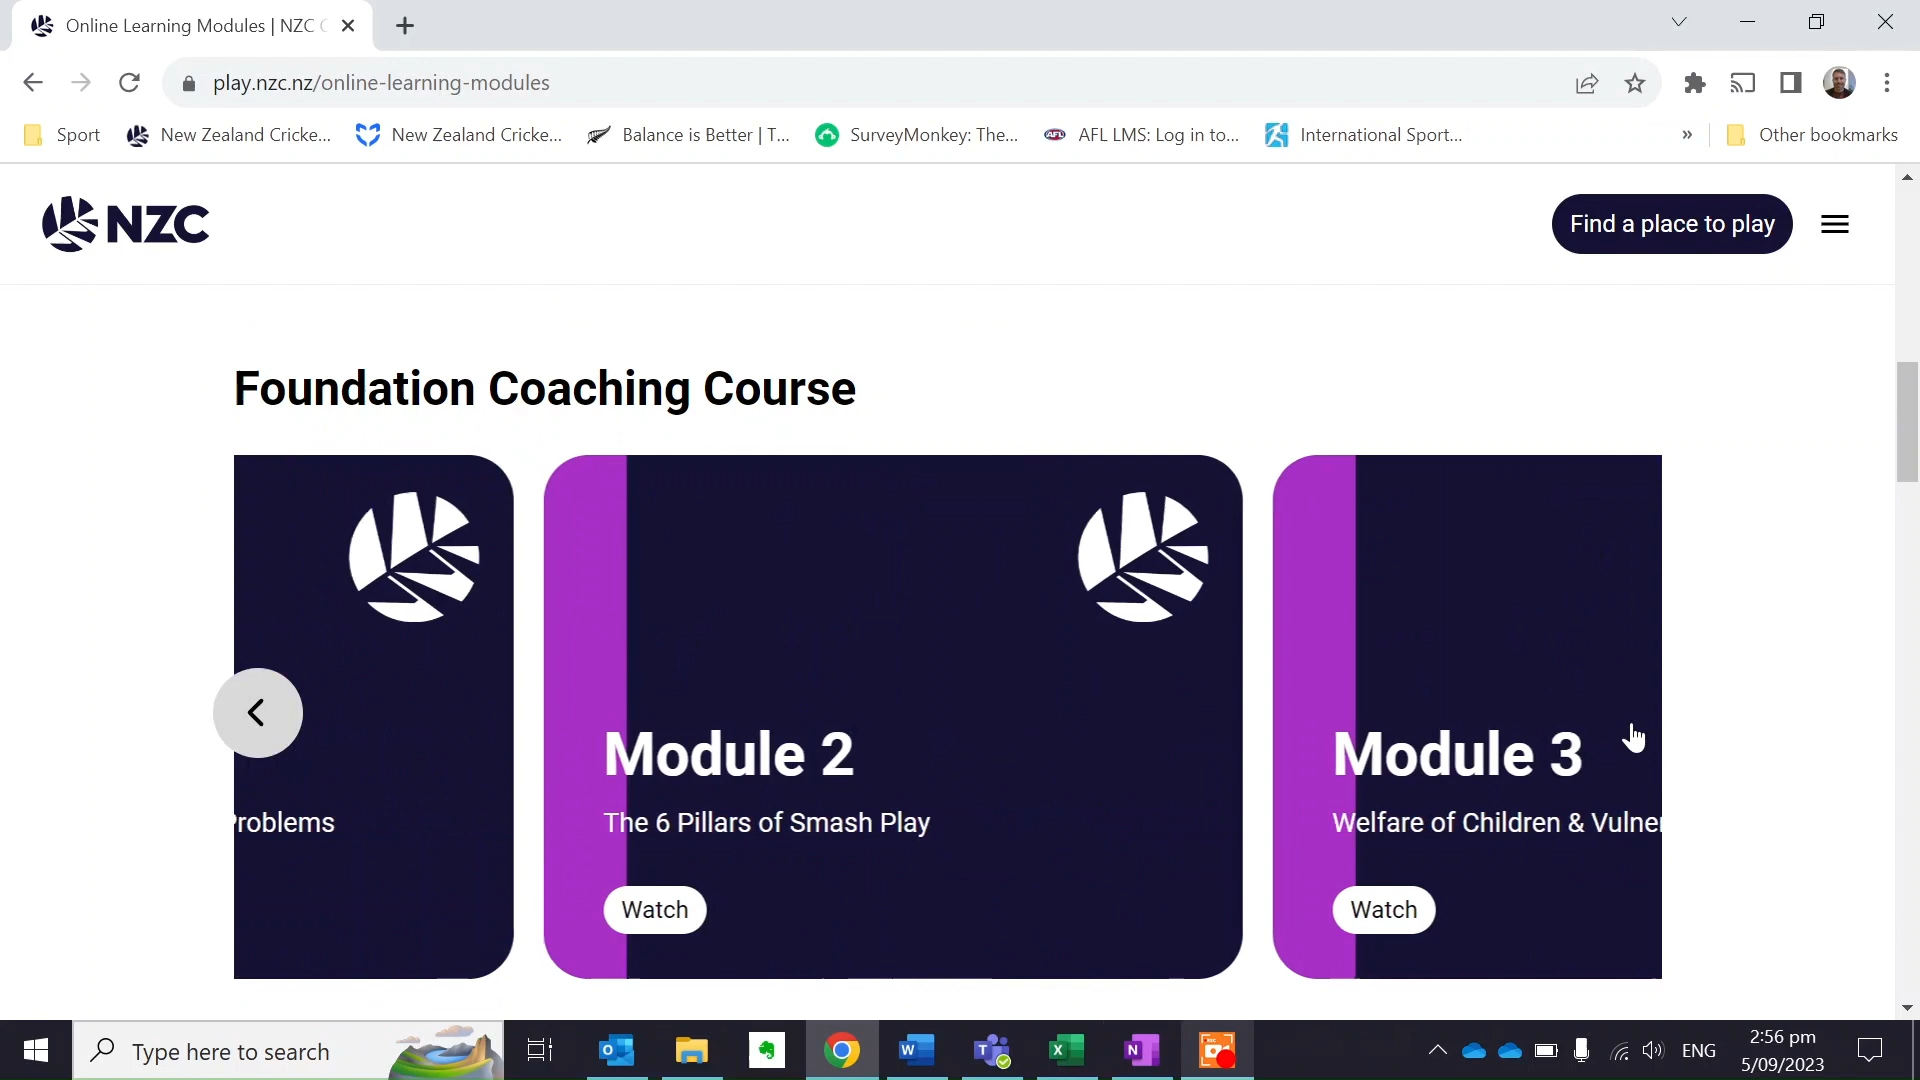 Online Learning Modules | NZC C
play.nzc.nz/online-learning-modules
Sport
New Zealand Cricke...
New Zealand Cricke...
Balance is Better | T...
SurveyMonkey: The...
AFL LMS: Log in to...
International Sport...
»
Other bookmarks
NZC
Find a place to play
Foundation Coaching Course
Problems
Module 2
The 6 Pillars of Smash Play
Watch
Module 3
Welfare of Children & Vulner
Watch
Type here to search
ENG
2:56 pm
5/09/2023